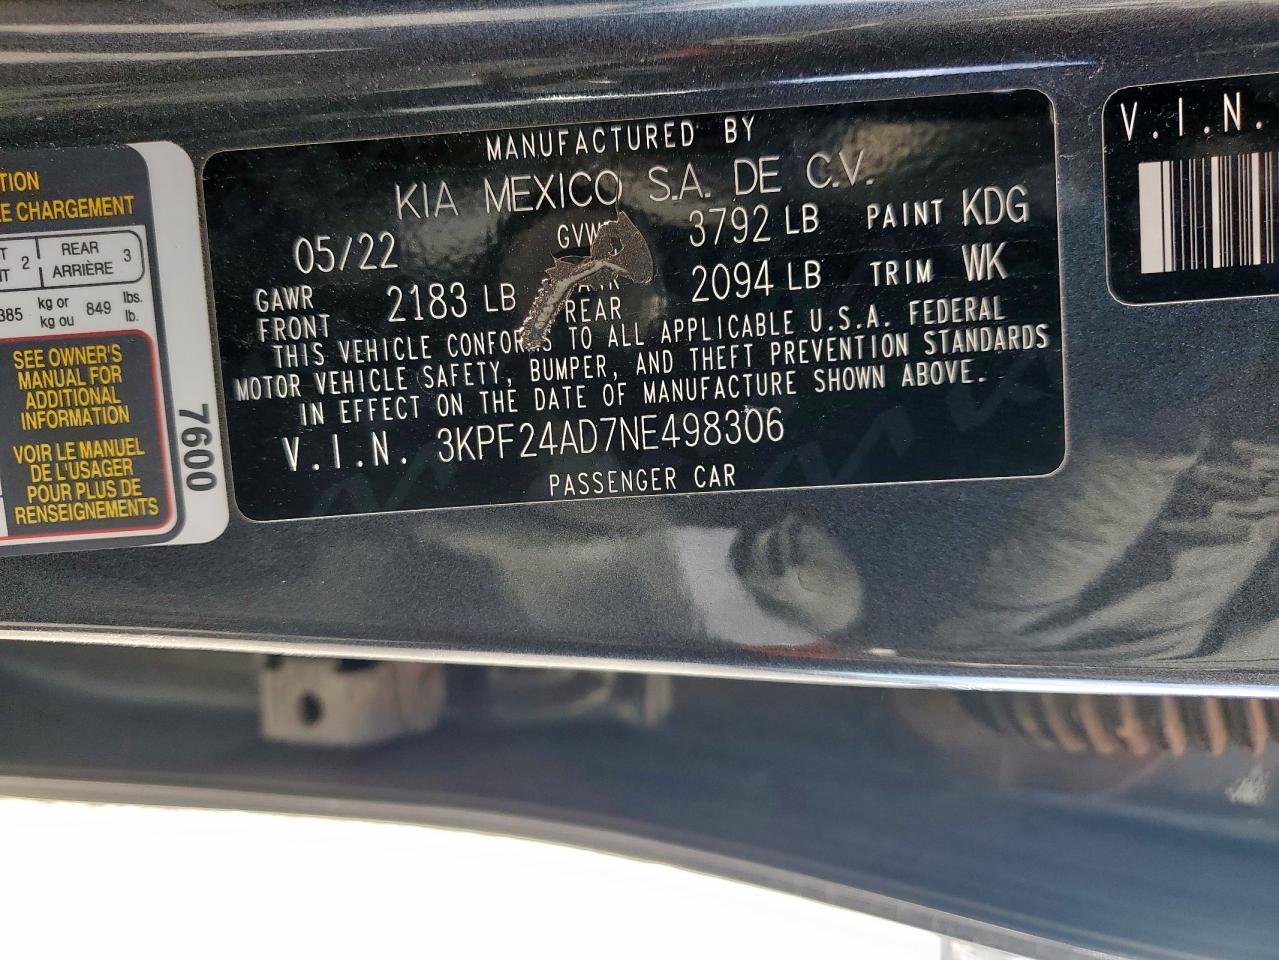 TION
E CHARGEMENT
T 2 REAR 3
T ARRIÈRE
385 kg or 849 lbs.
kg ou lb.
SEE OWNER'S
MANUAL FOR
ADDITIONAL
INFORMATION
VOIR LE MANUEL
DE L'USAGER
POUR PLUS DE
RENSEIGNEMENTS
7600
MANUFACTURED BY
KIA MEXICO S.A. DE C.V.
05/22 3792 LB PAINT KDG
GAWR FRONT 2183 LB REAR 2094 LB TRIM WK
THIS VEHICLE CONFORMS TO ALL APPLICABLE U.S.A. FEDERAL
MOTOR VEHICLE SAFETY, BUMPER, AND THEFT PREVENTION STANDARDS
IN EFFECT ON THE DATE OF MANUFACTURE SHOWN ABOVE.
V.I.N. 3KPF24AD7NE498306
PASSENGER CAR
V.I.N.